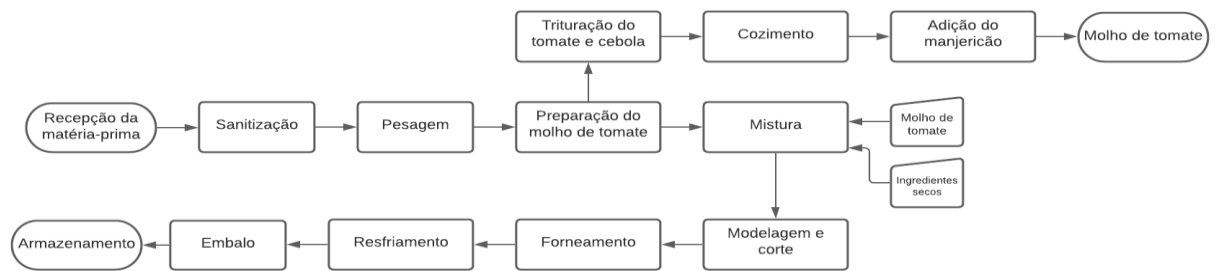 Trituração do
tomate e cebola
Cozimento
Adição do
manjericão
Molho de tomate
Recepção da
matéria-prima
Sanitização
Pesagem
Preparação do
molho de tomate
Mistura
Molho de
tomate
Ingredientes
secos
Armazenamento
Embalo
Resfriamento
Forneamento
Modelagem e
corte